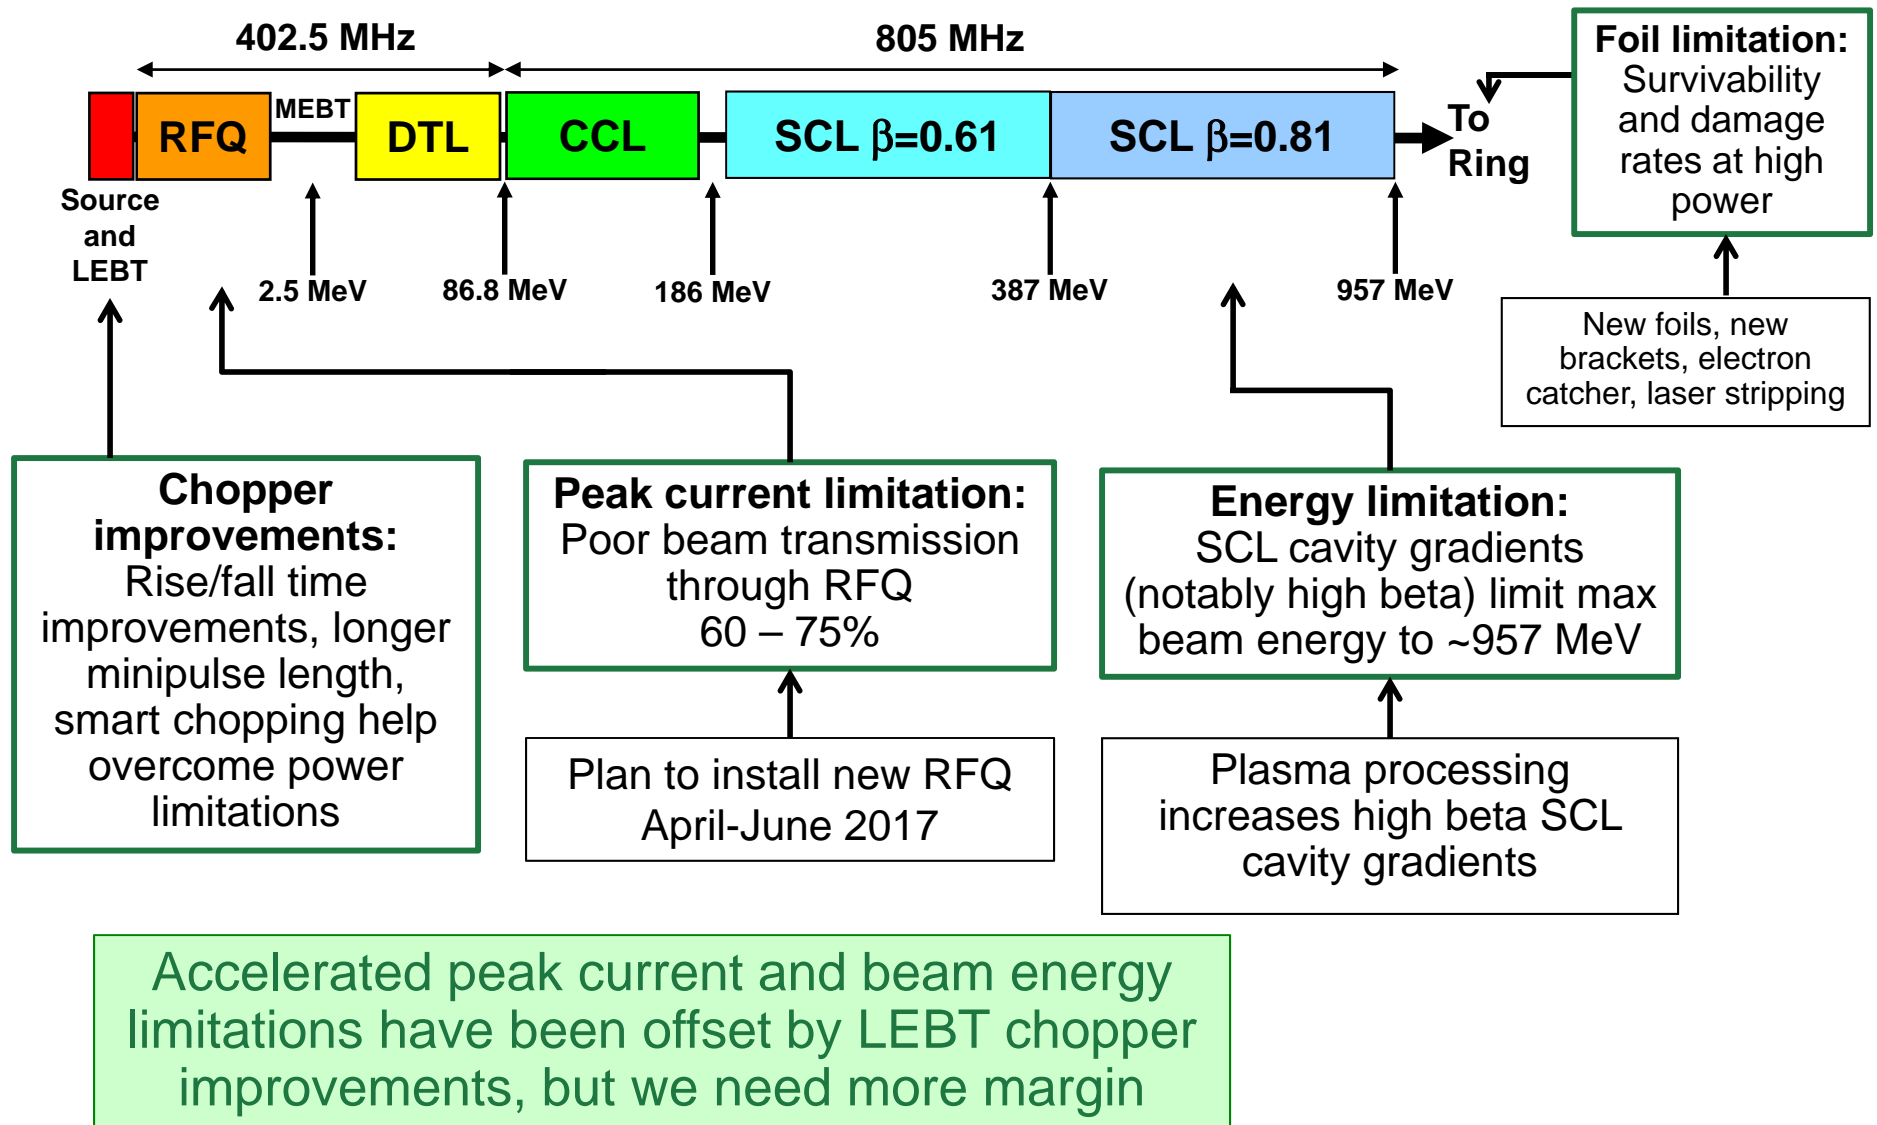 402.5 MHz
805 MHz
RFQ
MEBT
DTL
CCL
SCL β=0.61
SCL β=0.81
To
Ring
Source
and
LEBT
2.5 MeV
86.8 MeV
186 MeV
387 MeV
957 MeV
Foil limitation:
Survivability
and damage
rates at high
power
New foils, new
brackets, electron
catcher, laser stripping
Chopper
improvements:
Rise/fall time
improvements, longer
minipulse length,
smart chopping help
overcome power
limitations
Peak current limitation:
Poor beam transmission
through RFQ
60 – 75%
Plan to install new RFQ
April-June 2017
Energy limitation:
SCL cavity gradients
(notably high beta) limit max
beam energy to ~957 MeV
Plasma processing
increases high beta SCL
cavity gradients
Accelerated peak current and beam energy
limitations have been offset by LEBT chopper
improvements, but we need more margin